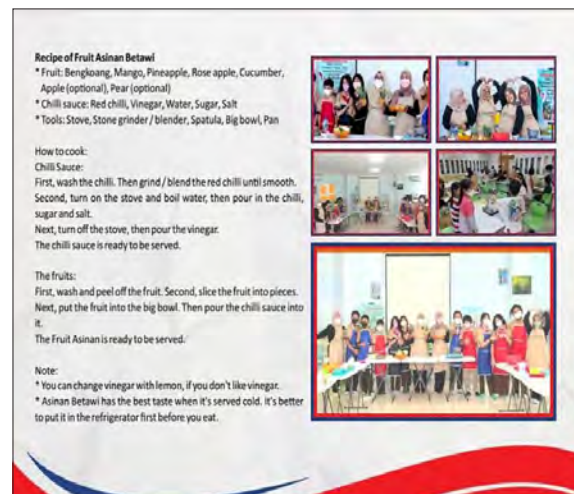 Recipe of Fruit Asinan Betawi
* Fruit: Bengkoang, Mango, Pineapple, Rose apple, Cucumber,
Apple (optional), Pear (optional)
* Chilli sauce: Red chilli, Vinegar, Water, Sugar, Salt
* Tools: Stove, Stone grinder / blender, Spatula, Big bowl, Pan
How to cook:
Chilli Sauce:
First, wash the chilli. Then grind / blend the red chilli until smooth.
Second, turn on the stove and boil water, then pour in the chilli,
sugar and salt.
Next, turn off the stove, then pour the vinegar.
The chilli sauce is ready to be served.
The fruits:
First, wash and peel off the fruit. Second, slice the fruit into pieces.
Next, put the fruit into the big bowl. Then pour the chilli sauce into
it.
The Fruit Asinan is ready to be served.
Note:
* You can change vinegar with lemon, if you don't like vinegar.
* Asinan Betawi has the best taste when it's served cold. It's better
to put it in the refrigerator first before you eat.